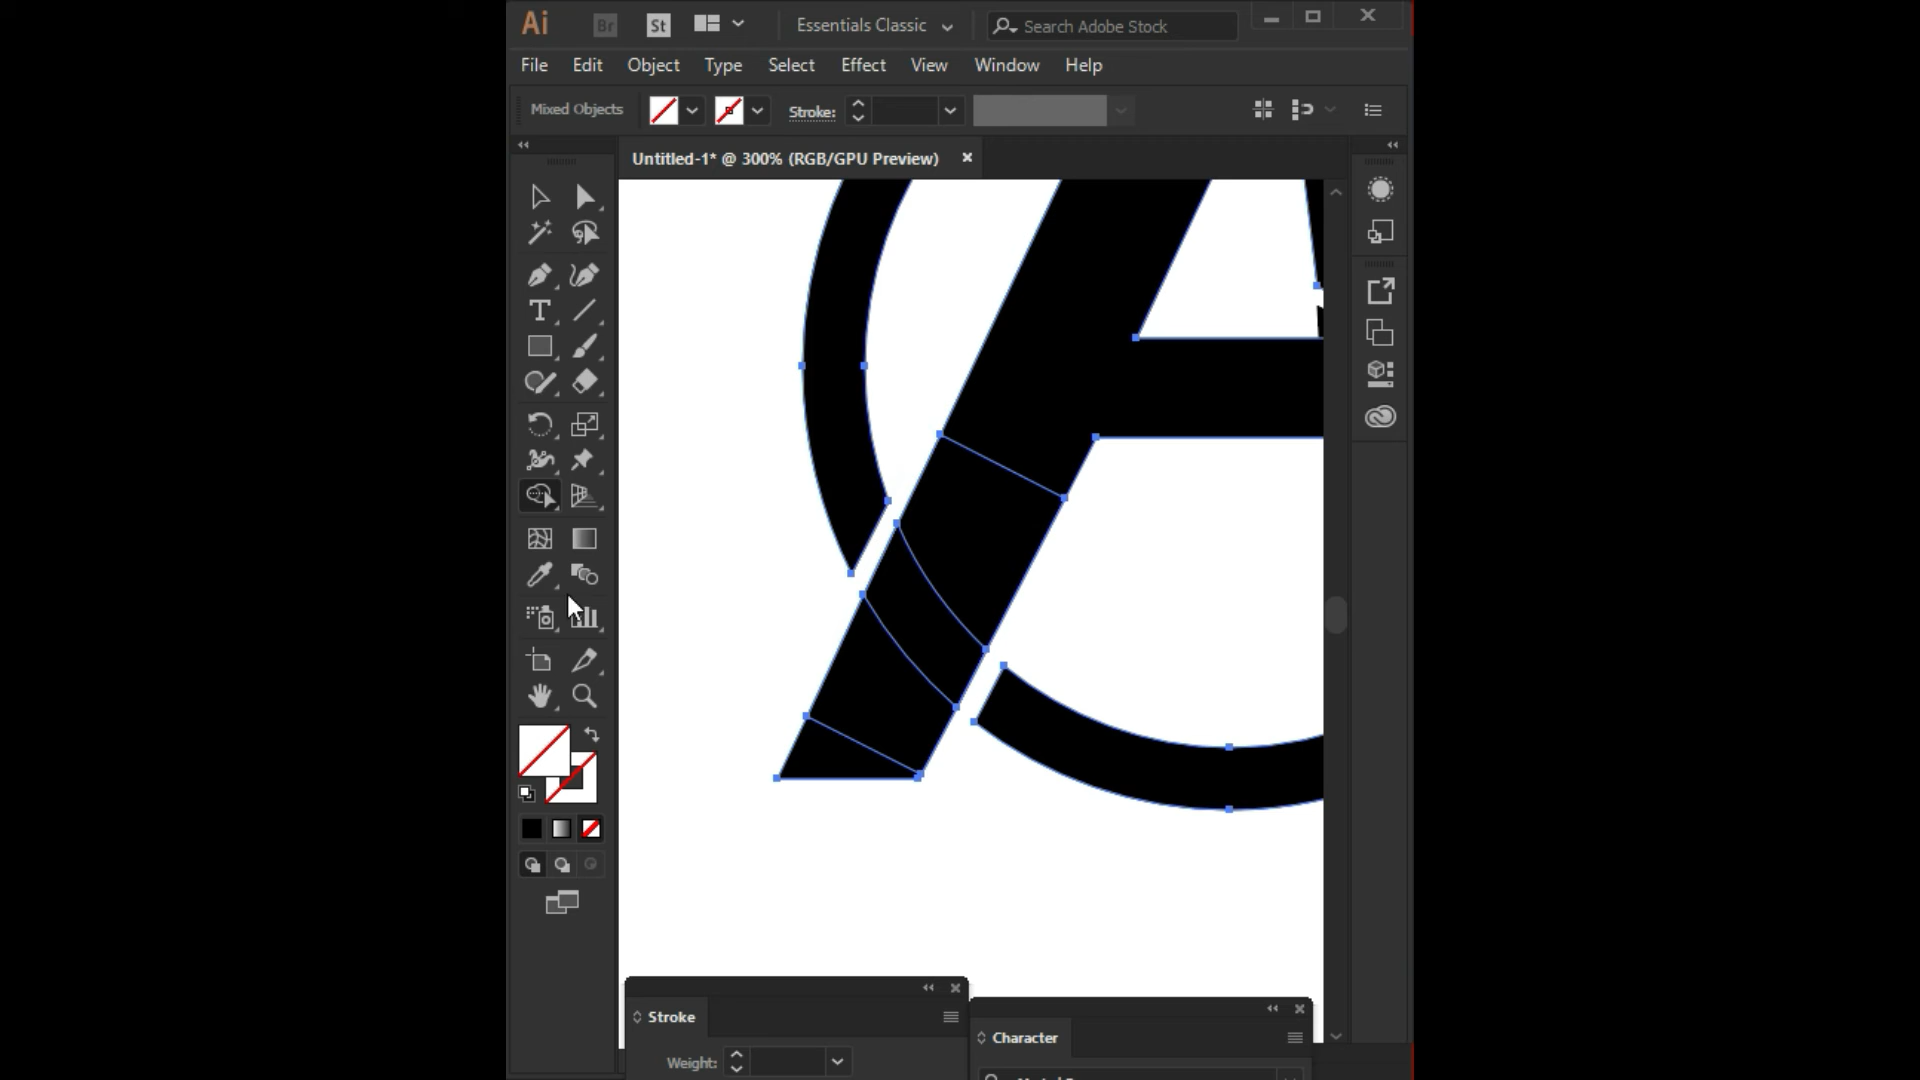 Ai Br St Essentials Classic Search Adobe Stock
File Edit Object Type Select Effect View Window Help
Mixed Objects Stroke:
Untitled-1* @ 300% (RGB/GPU Preview)
Stroke
Character
Weight: